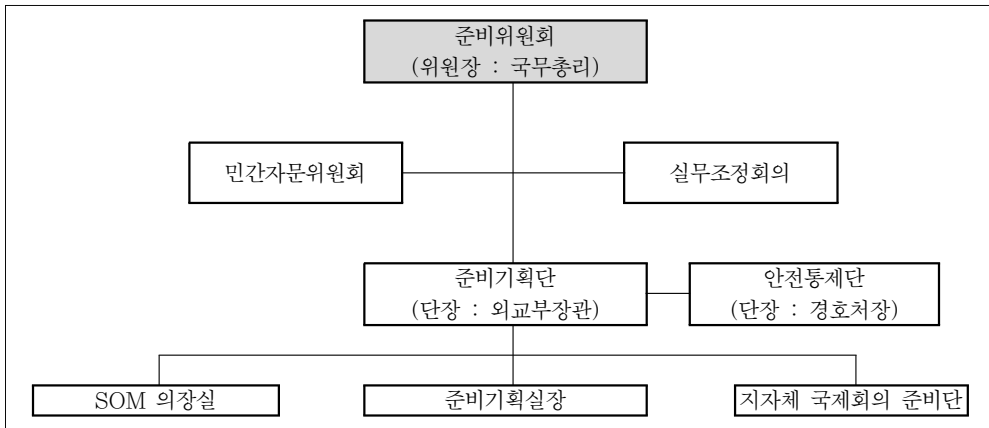 준비위원회
(위원장 : 국무총리)
민간자문위원회
실무조정회의
준비기획단
(단장 : 외교부장관)
안전통제단
(단장 : 경호처장)
SOM 의장실
준비기획실장
지자체 국제회의 준비단